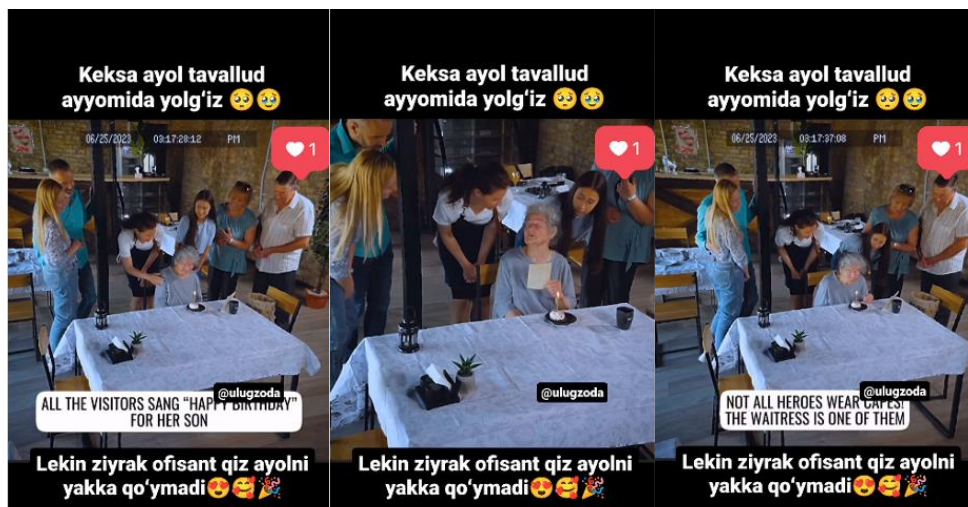 Keksa ayol tavallud
ayyomida yolg‘iz 🥺🥹
06/25/2023 03:17:28:12 PM
1
@ulugzoda
ALL THE VISITORS SANG “HAPPY BIRTHDAY”
FOR HER SON
Lekin ziyrak ofisant qiz ayolni
yakka qo‘ymadi😍🥰🎉
Keksa ayol tavallud
ayyomida yolg‘iz 🥺🥹
1
@ulugzoda
Lekin ziyrak ofisant qiz ayolni
yakka qo‘ymadi😍🥰🎉
Keksa ayol tavallud
ayyomida yolg‘iz 🥺🥹
06/25/2023 03:17:37:08 PM
1
@ulugzoda
NOT ALL HEROES WEAR CAPES!
THE WAITRESS IS ONE OF THEM
Lekin ziyrak ofisant qiz ayolni
yakka qo‘ymadi😍🥰🎉